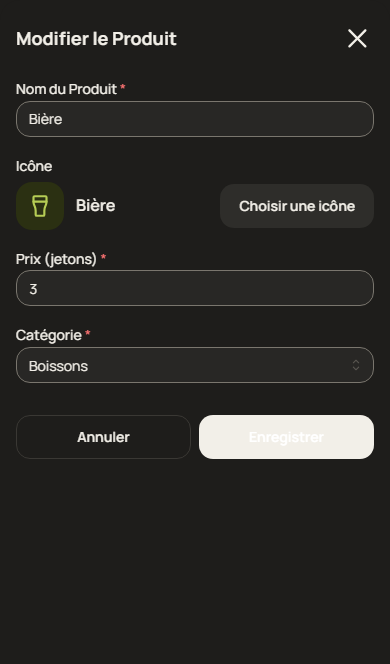 Modifier le Produit
Nom du Produit *
Bière
Icône
Bière
Choisir une icône
Prix (jetons) *
3
Catégorie *
Boissons
Annuler
Enregistrer